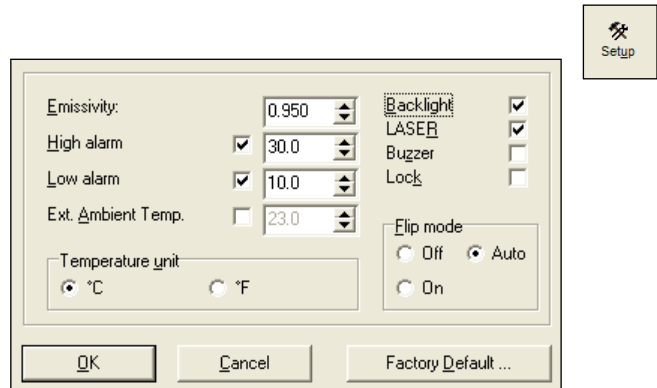 Setup
Emissivity: 0.950
High alarm 30.0
Low alarm 10.0
Ext. Ambient Temp. 23.0
Temperature unit
°C °F
Backlight
LASER
Buzzer
Lock
Flip mode
Off Auto
On
OK Cancel Factory Default ...